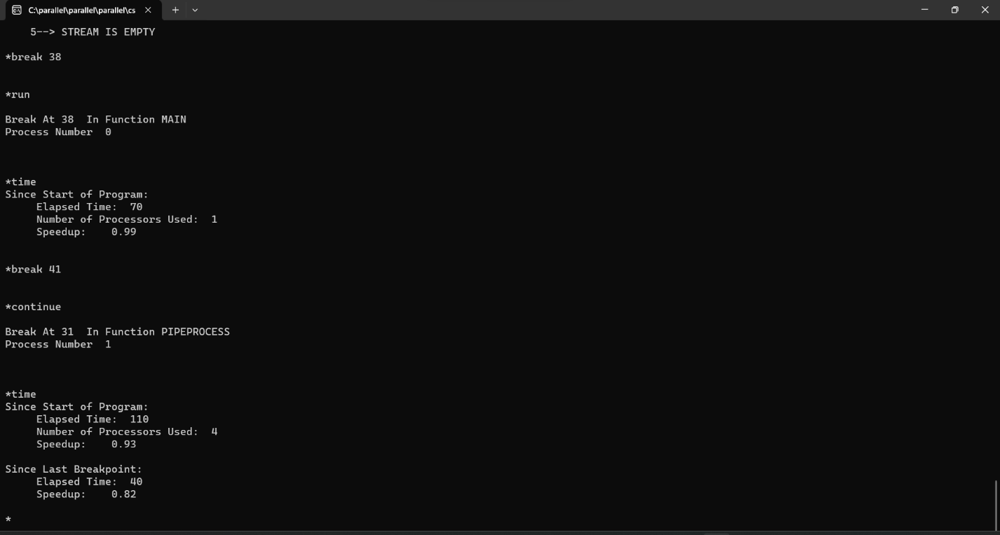 C:\parallel\parallel\parallel\cs
5--> STREAM IS EMPTY
*break 38
*run
Break At 38  In Function MAIN
Process Number  0
*time
Since Start of Program:
Elapsed Time:  70
Number of Processors Used:  1
Speedup:    0.99
*break 41
*continue
Break At 31  In Function PIPEPROCESS
Process Number  1
*time
Since Start of Program:
Elapsed Time:  110
Number of Processors Used:  4
Speedup:    0.93
Since Last Breakpoint:
Elapsed Time:  40
Speedup:    0.82
*